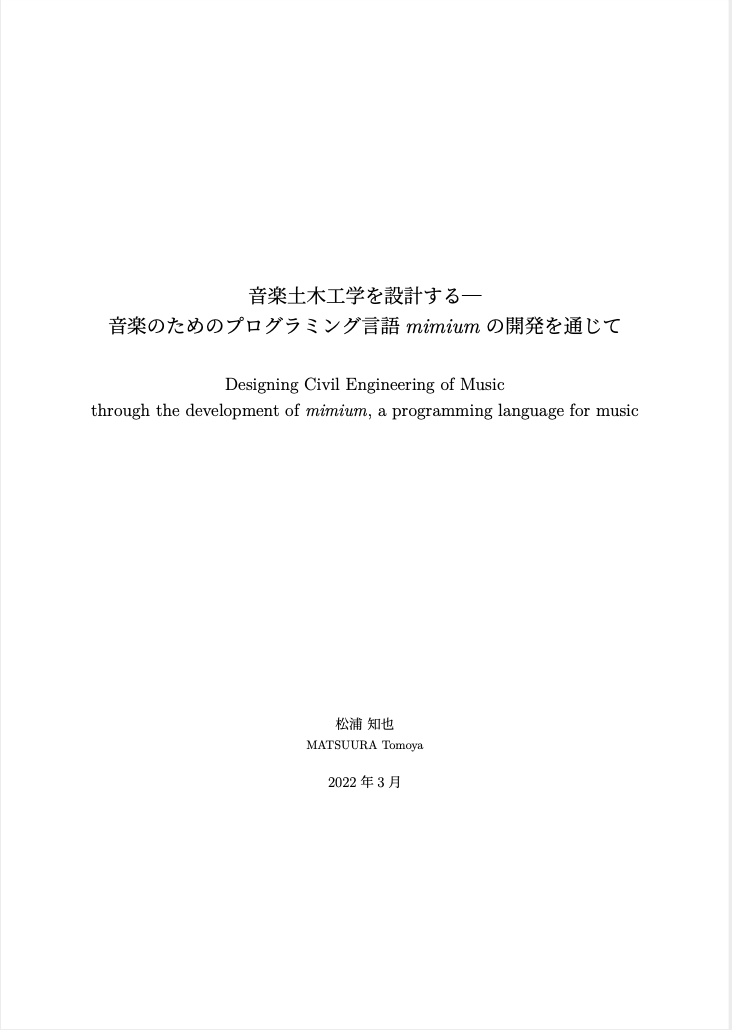 音楽土木工学を設計する—
音楽のためのプログラミング言語 mimium の開発を通じて
Designing Civil Engineering of Music
through the development of mimium, a programming language for music
松浦 知也
MATSUURA Tomoya
2022 年 3 月